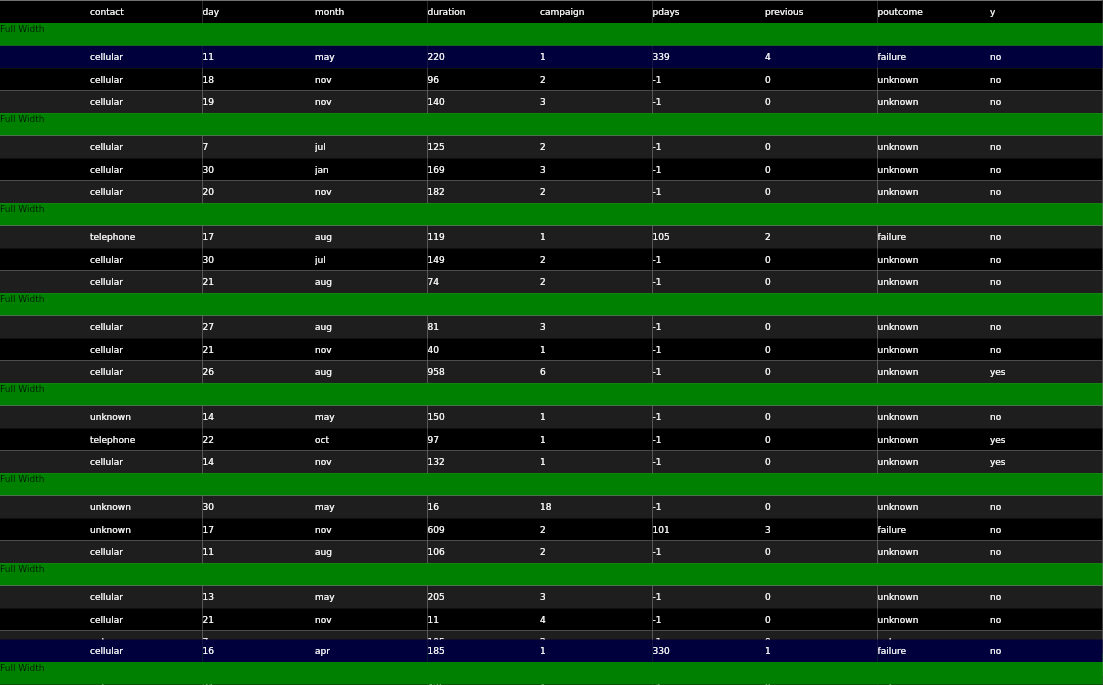 contact day month duration campaign pdays previous poutcome y
Full Width
cellular 11 may 220 1 339 4 failure no
cellular 18 nov 96 2 -1 0 unknown no
cellular 19 nov 140 3 -1 0 unknown no
Full Width
cellular 7 jul 125 2 -1 0 unknown no
cellular 30 jan 169 3 -1 0 unknown no
cellular 20 nov 182 2 -1 0 unknown no
Full Width
telephone 17 aug 119 1 105 2 failure no
cellular 30 jul 149 2 -1 0 unknown no
cellular 21 aug 74 2 -1 0 unknown no
Full Width
cellular 27 aug 81 3 -1 0 unknown no
cellular 21 nov 40 1 -1 0 unknown no
cellular 26 aug 958 6 -1 0 unknown yes
Full Width
unknown 14 may 150 1 -1 0 unknown no
telephone 22 oct 97 1 -1 0 unknown yes
cellular 14 nov 132 1 -1 0 unknown yes
Full Width
unknown 30 may 16 18 -1 0 unknown no
unknown 17 nov 609 2 101 3 failure no
cellular 11 aug 106 2 -1 0 unknown no
Full Width
cellular 13 may 205 3 -1 0 unknown no
cellular 21 nov 11 4 -1 0 unknown no
cellular 16 apr 185 1 330 1 failure no
Full Width